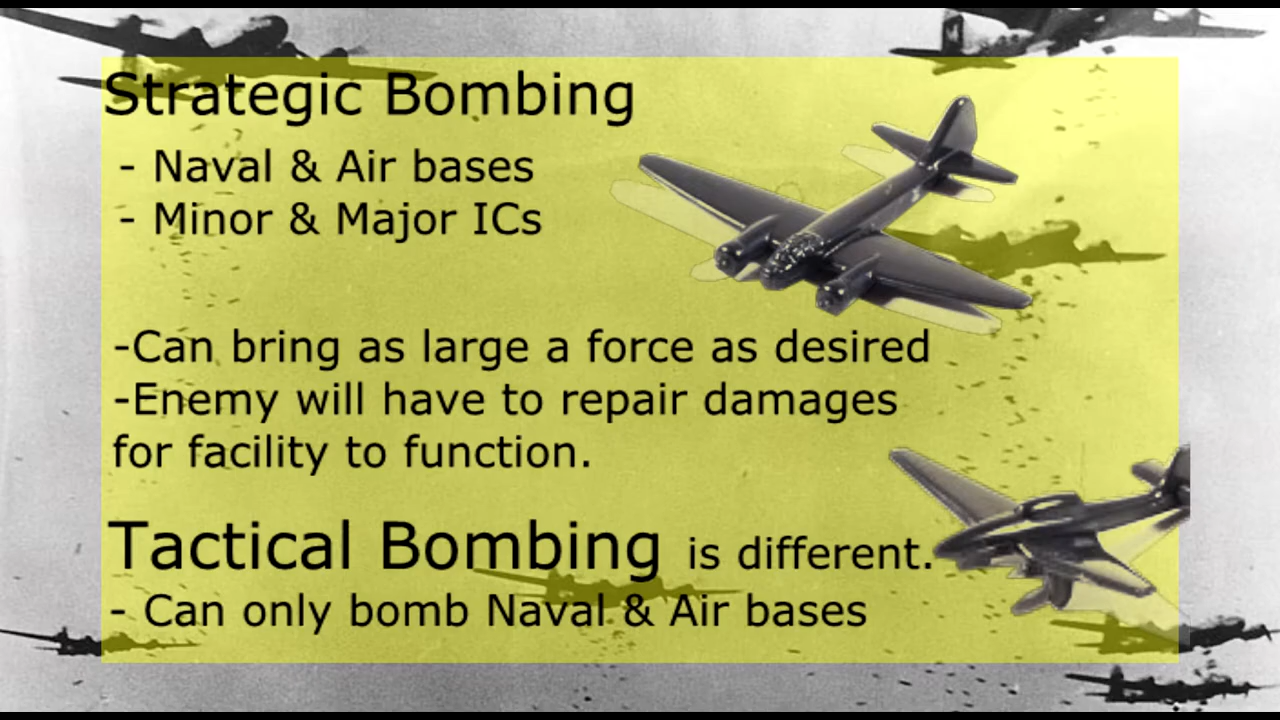 Strategic Bombing
- Naval & Air bases
- Minor & Major ICs
-Can bring as large a force as desired
-Enemy will have to repair damages
for facility to function.
Tactical Bombing is different.
- Can only bomb Naval & Air bases